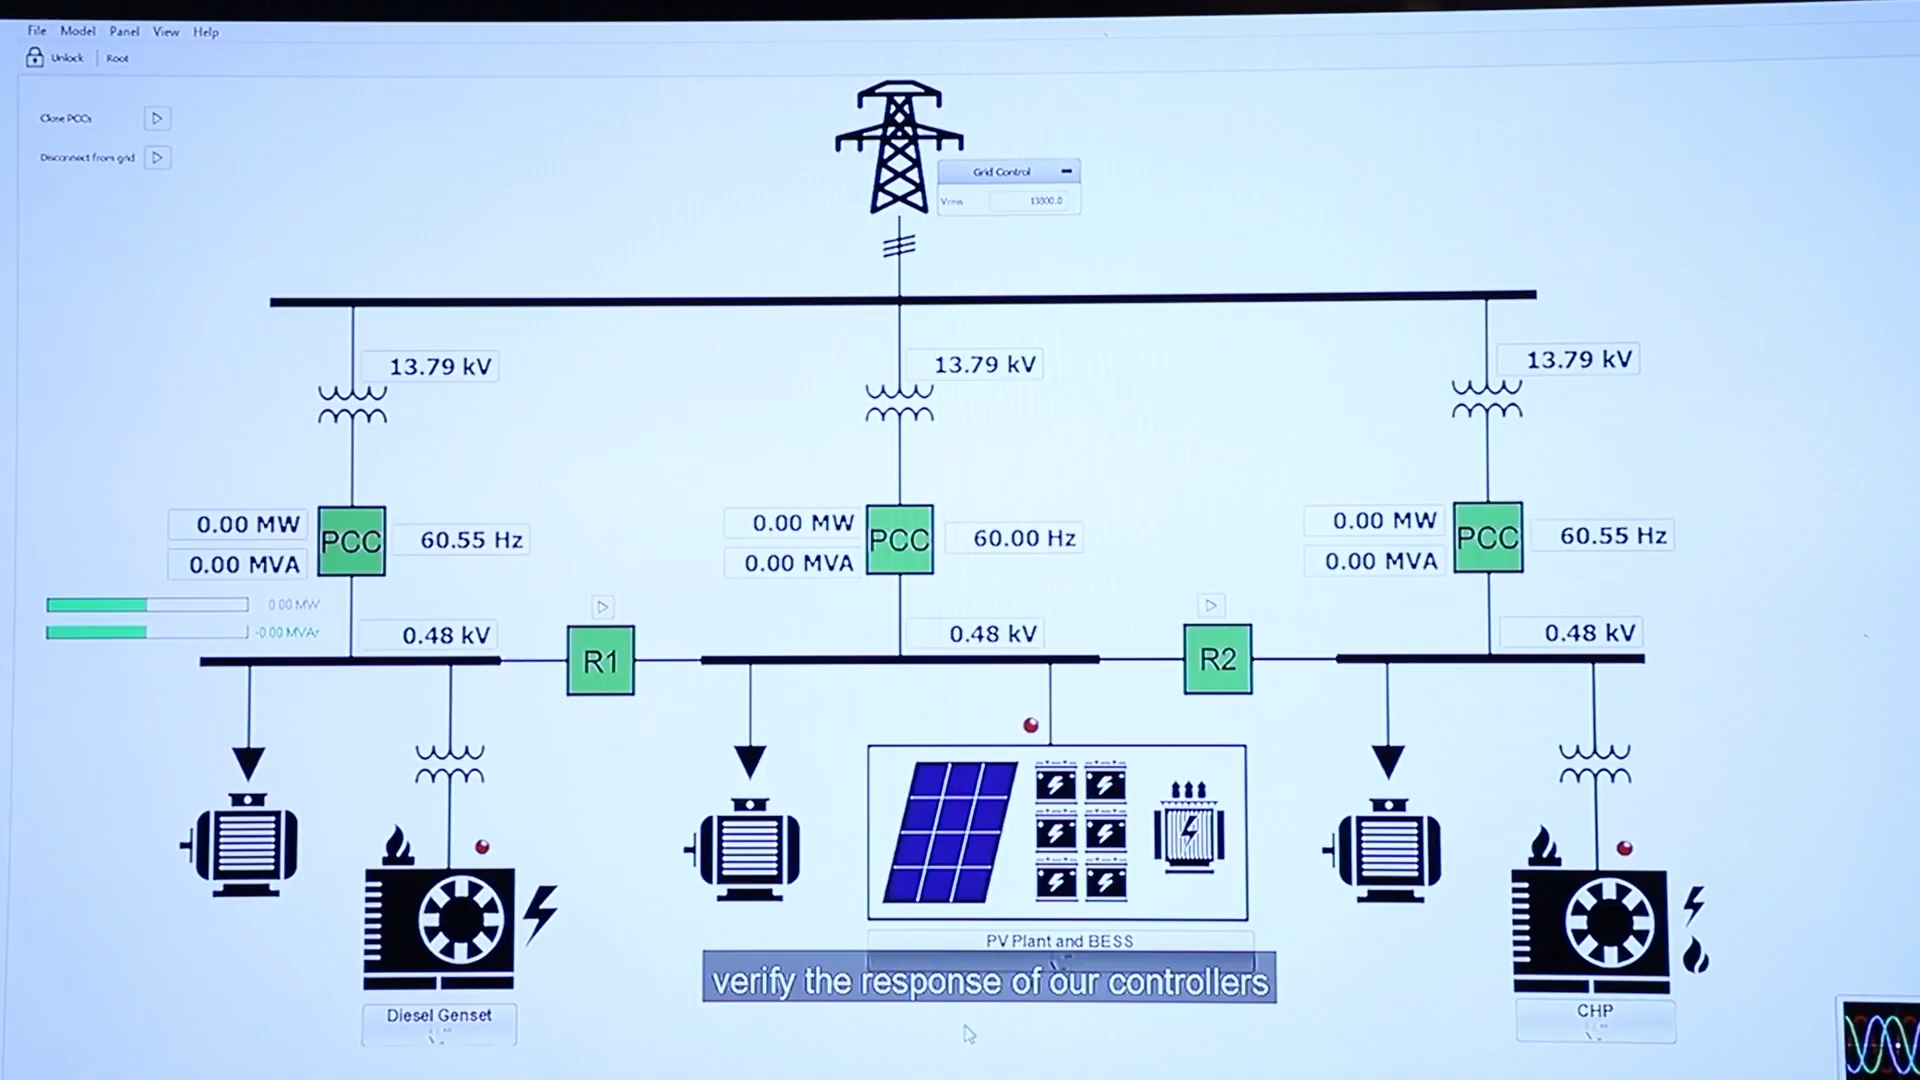 File Model Panel View Help
Unlock Root
Close PCCs
Disconnect from grid
Grid Control
Vrms 13800.0
13.79 kV
13.79 kV
13.79 kV
0.00 MW
0.00 MVA
PCC
60.55 Hz
0.00 MW
0.00 MVA
PCC
60.00 Hz
0.00 MW
0.00 MVA
PCC
60.55 Hz
0.00 MW
-0.00 MVAr
0.48 kV
R1
0.48 kV
R2
0.48 kV
PV Plant and BESS
verify the response of our controllers
Diesel Genset
CHP